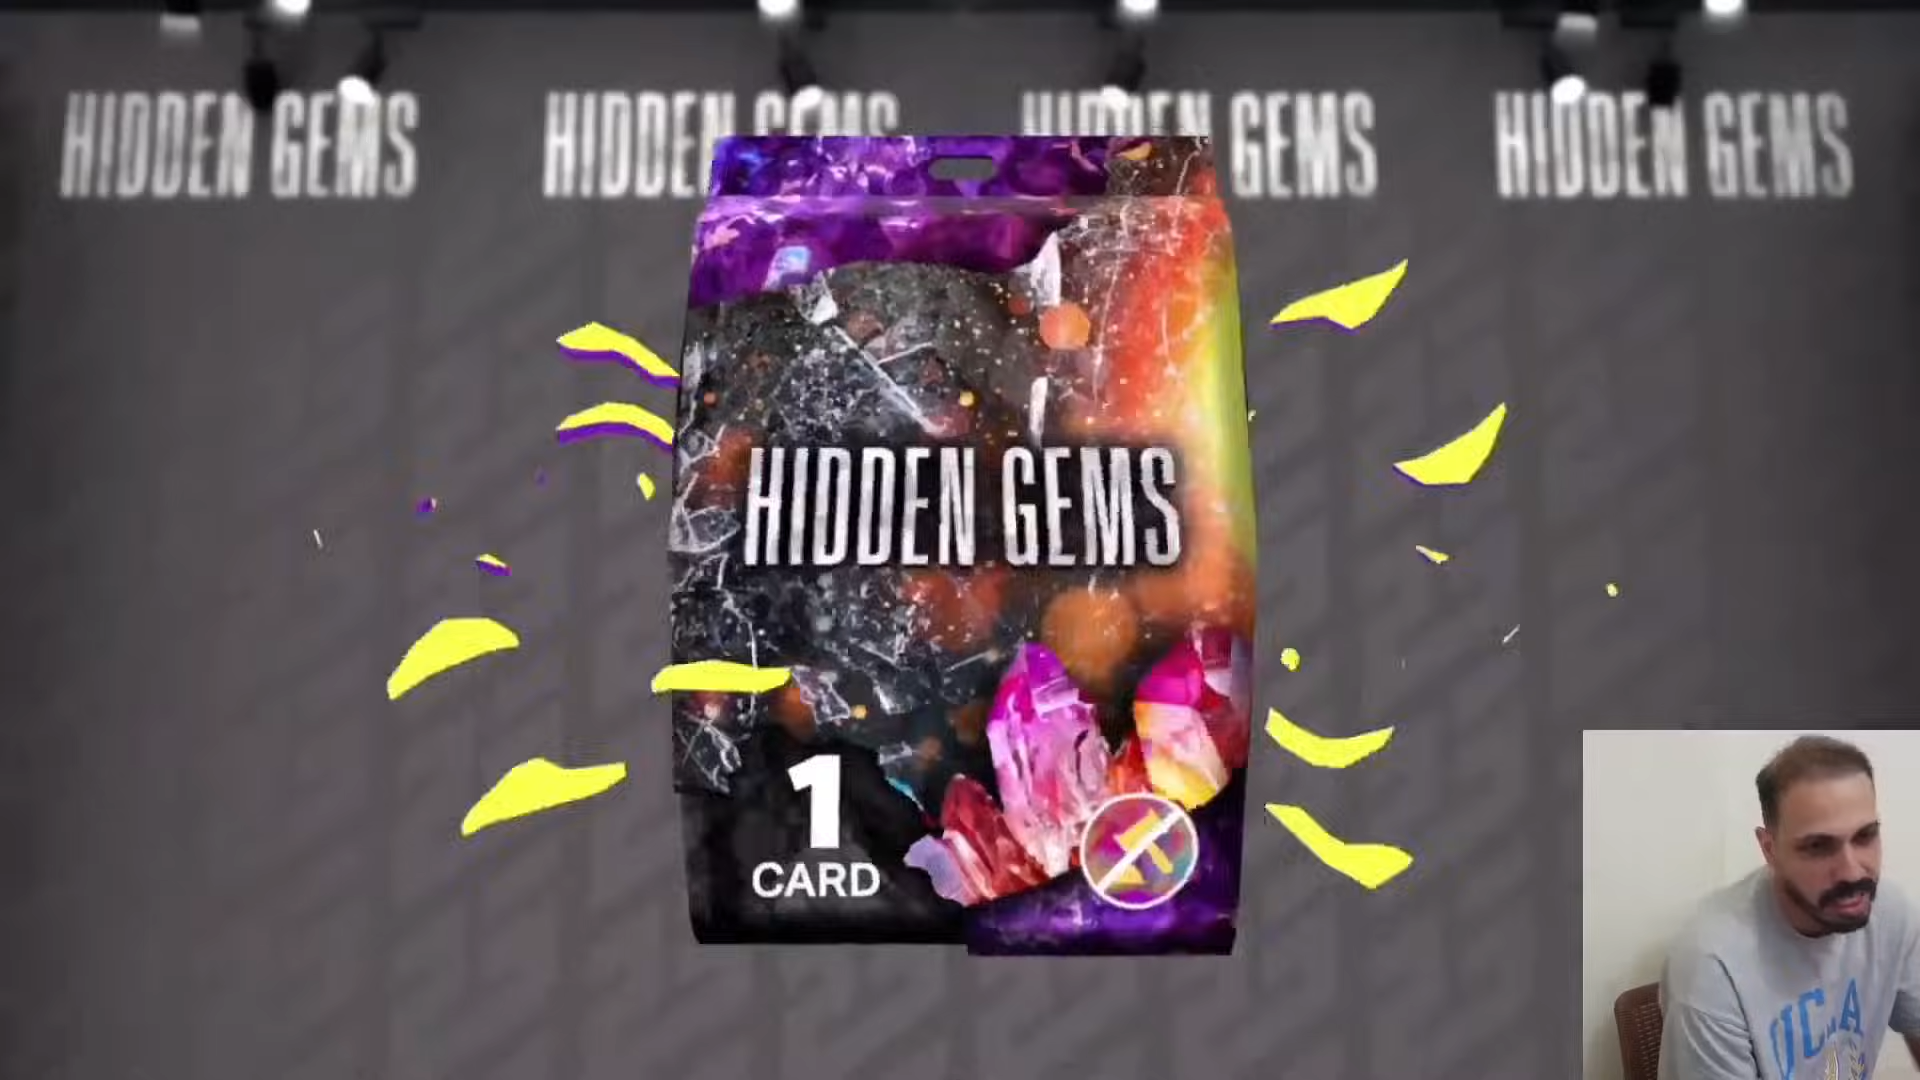 HIDDEN GEMS HIDDEN GEMS HIDDEN GEMS HIDDEN GEMS
HIDDEN GEMS
1
CARD
UCLA